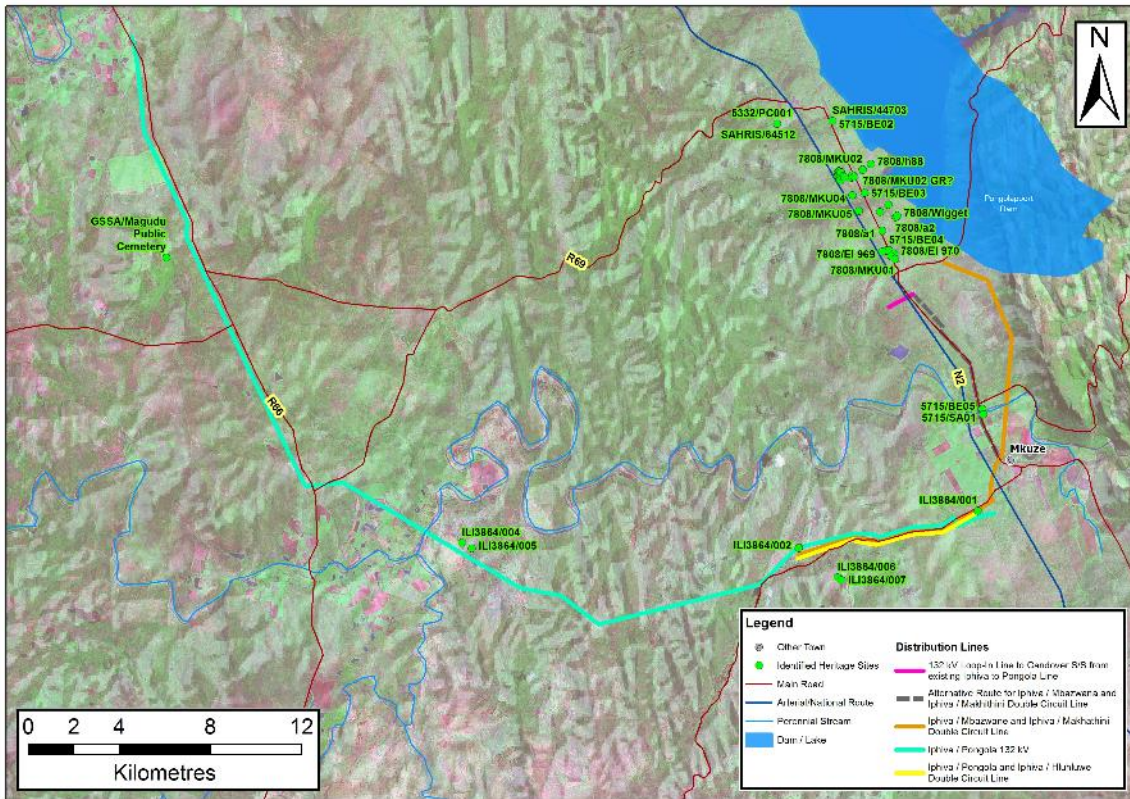 N
SAHRIS/44703
5332/PC001
5715/BE02
SAHRIS/64512
7808/MKU02
7808/h88
7808/MKU02 GR?
5715/BE03
7808/MKU04
7808/MKU05
7808/Wigget
7808/a2
7808/a1
5715/BE04
7808/EI 969
7808/EI 970
7808/MKU01
Pongolapoort
Dam
GSSA/Magudu
Public
Cemetery
R69
R66
N2
5715/BE05
5715/SA01
Mkuze
ILI3864/001
ILI3864/004
ILI3864/005
ILI3864/002
ILI3864/006
ILI3864/007
0 2 4 8 12
Kilometres
Legend
Other Town
Identified Heritage Sites
Main Road
Arterial/National Route
Perennial Stream
Dam / Lake
Distribution Lines
132 kV Loop-In Line to Candover S/S from
existing Iphiva to Pongola Line
Alternative Route for Iphiva / Mbazwana and
Iphiva / Makhithini Double Circuit Line
Iphiva / Mbazwane and Iphiva / Makhathini
Double Circuit Line
Iphiva / Pongola 132 kV
Iphiva / Pongola and Iphiva / Hluhluwe
Double Circuit Line